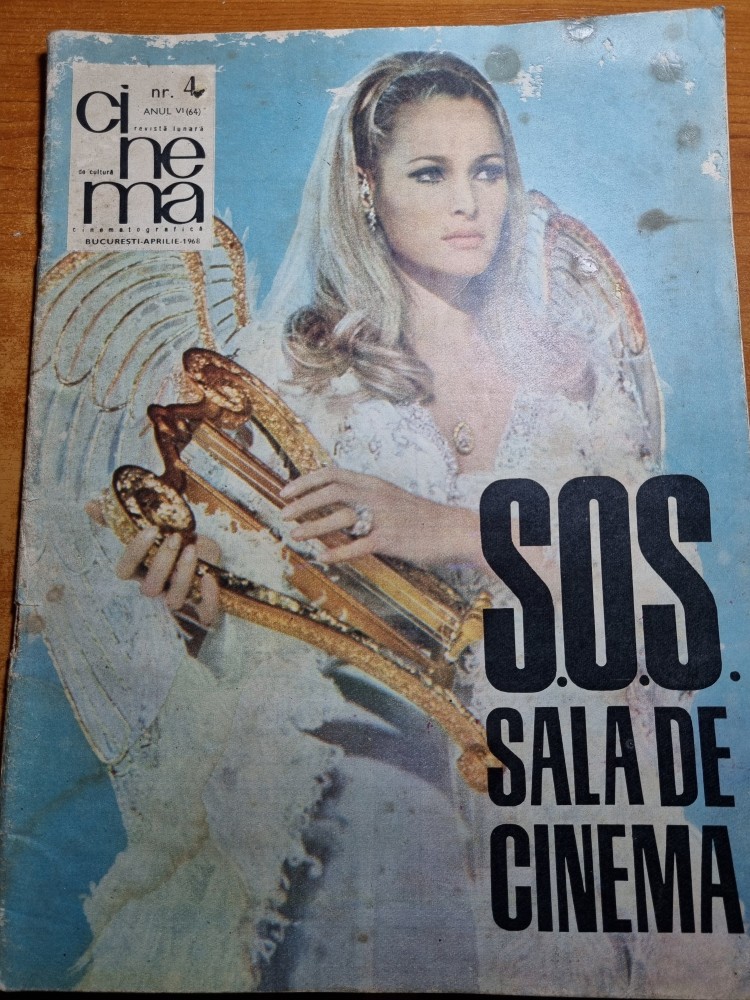 nr. 4
ANUL VI (64)
ci
revistă lunară
ne
de cultură
ma
cinematografică
BUCUREȘTI-APRILIE-1968
S.O.S.
SALA DE
CINEMA